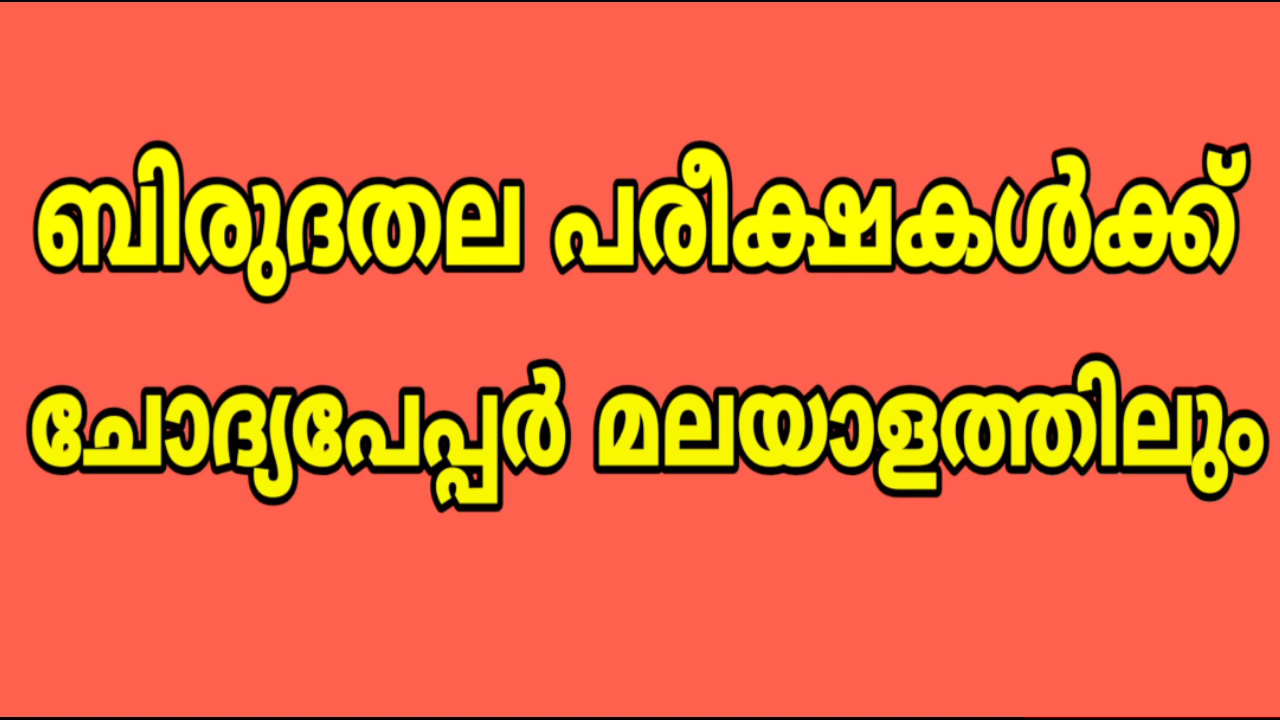 ബിരുദതല പരീക്ഷകൾക്ക്
ചോദ്യപേപ്പർ മലയാളത്തിലും